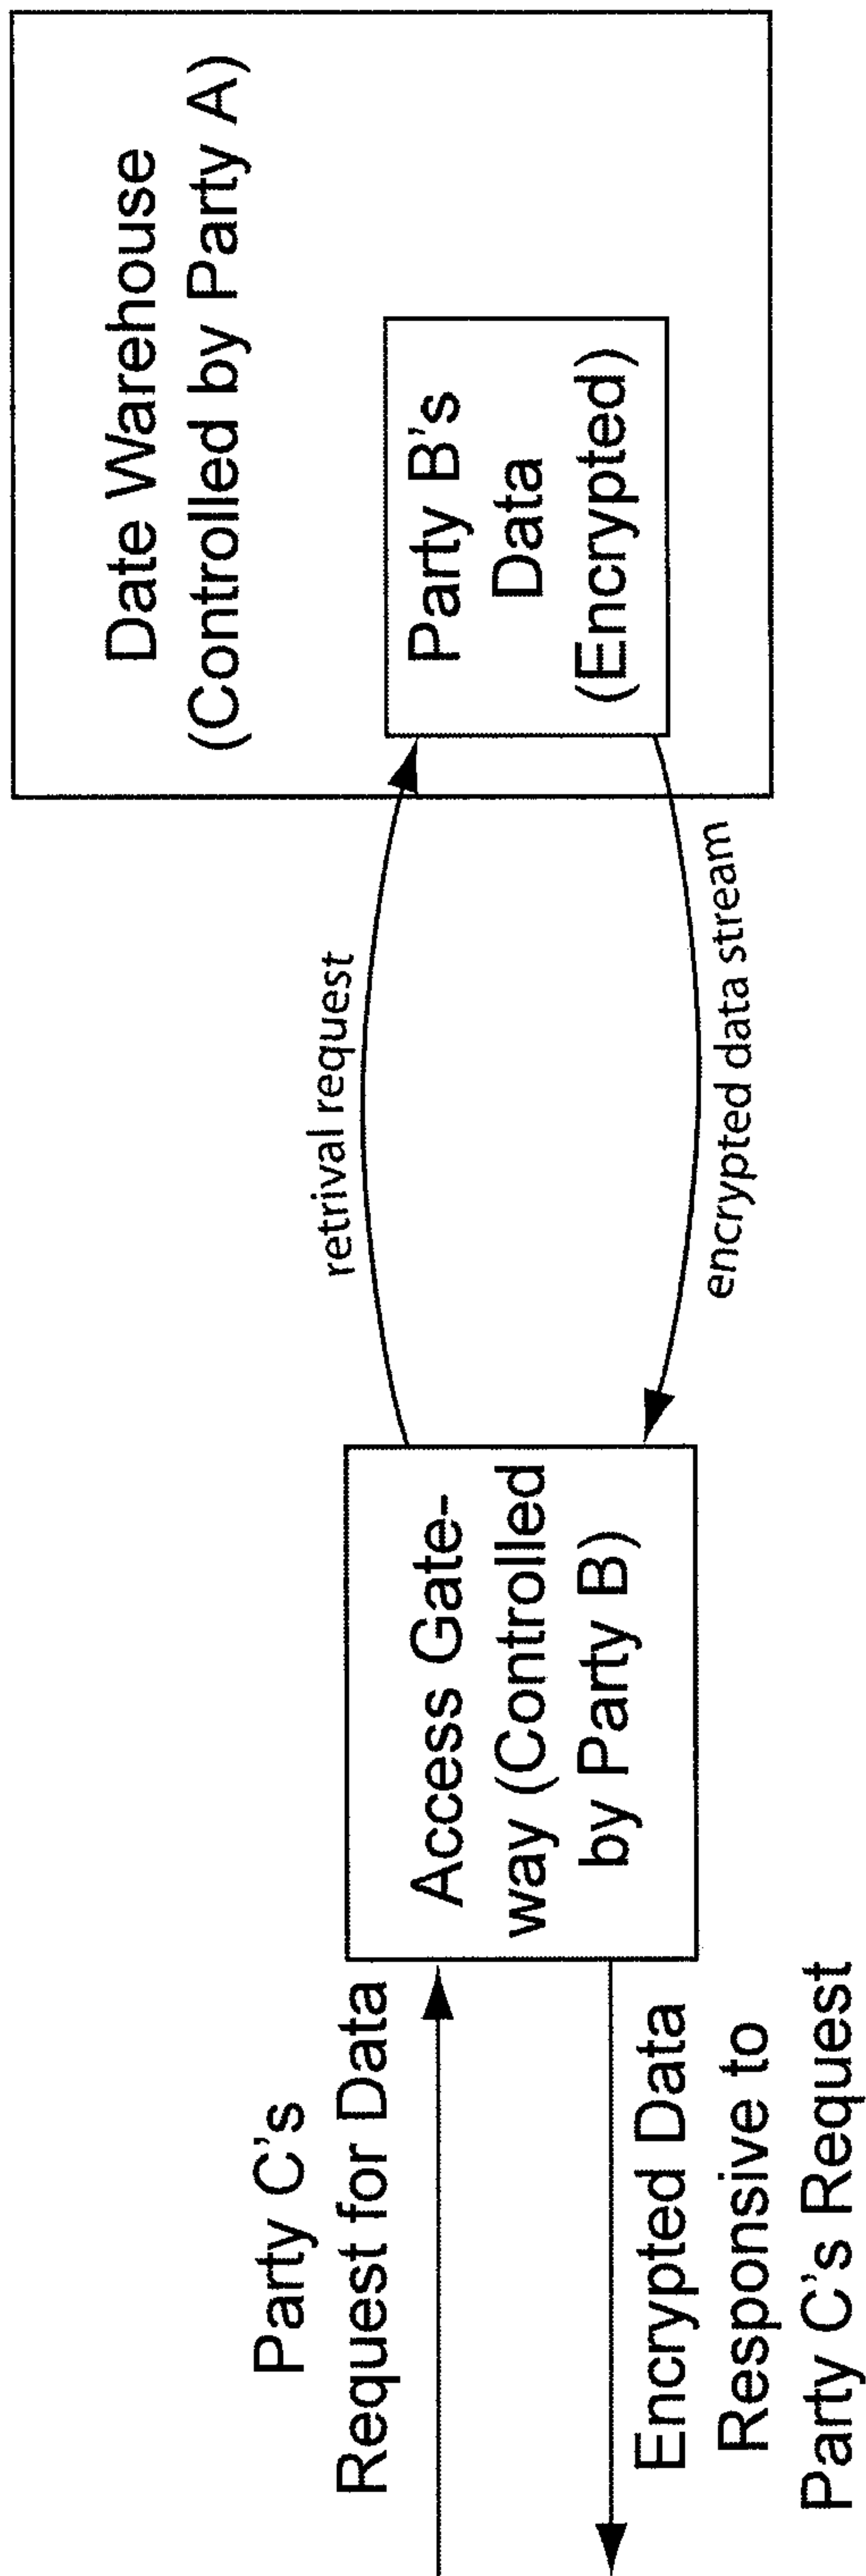 Party C's
Request for Data
Encrypted Data
Responsive to
Party C's Request
Access Gate-
way (Controlled
by Party B)
retrival request
encrypted data stream
Date Warehouse
(Controlled by Party A)
Party B's
Data
(Encrypted)